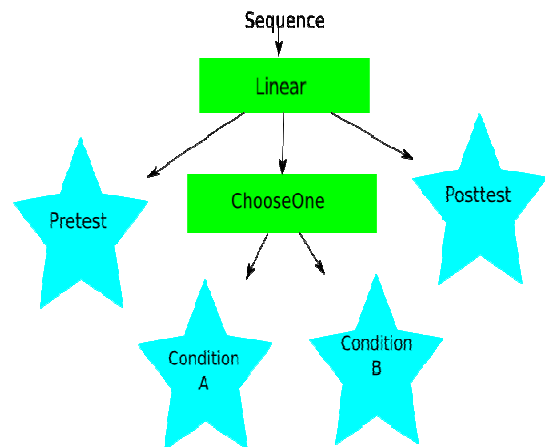 Sequence
Linear
Pretest
ChooseOne
Posttest
Condition
A
Condition
B